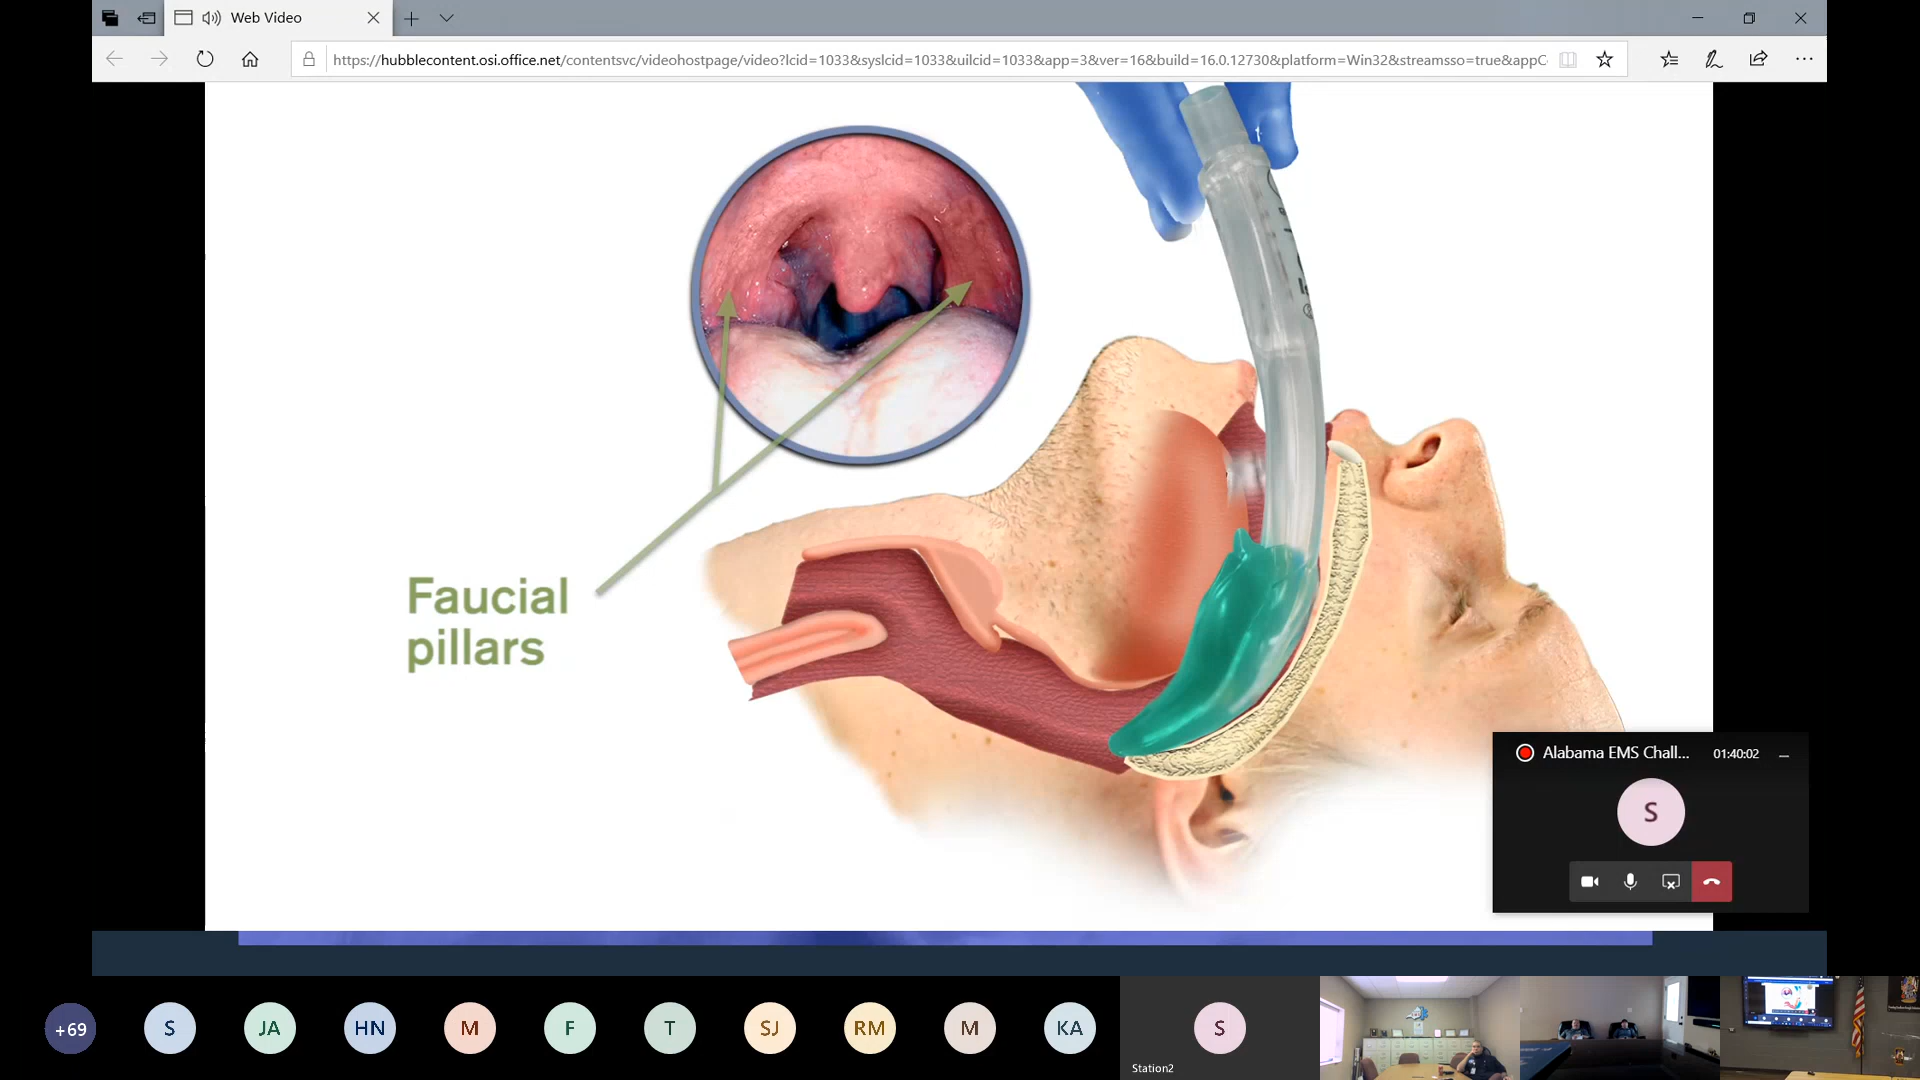 Web Video
https://hubblecontent.osi.office.net/contentsvc/videohostpage/video?lcid=1033&syslcid=1033&uilcid=1033&app=3&ver=16&build=16.0.12730&platform=Win32&streamsso=true&appC
Faucial
pillars
Alabama EMS Chall...
01:40:02
S
+69
S
JA
HN
M
F
T
SJ
RM
M
KA
S
Station2